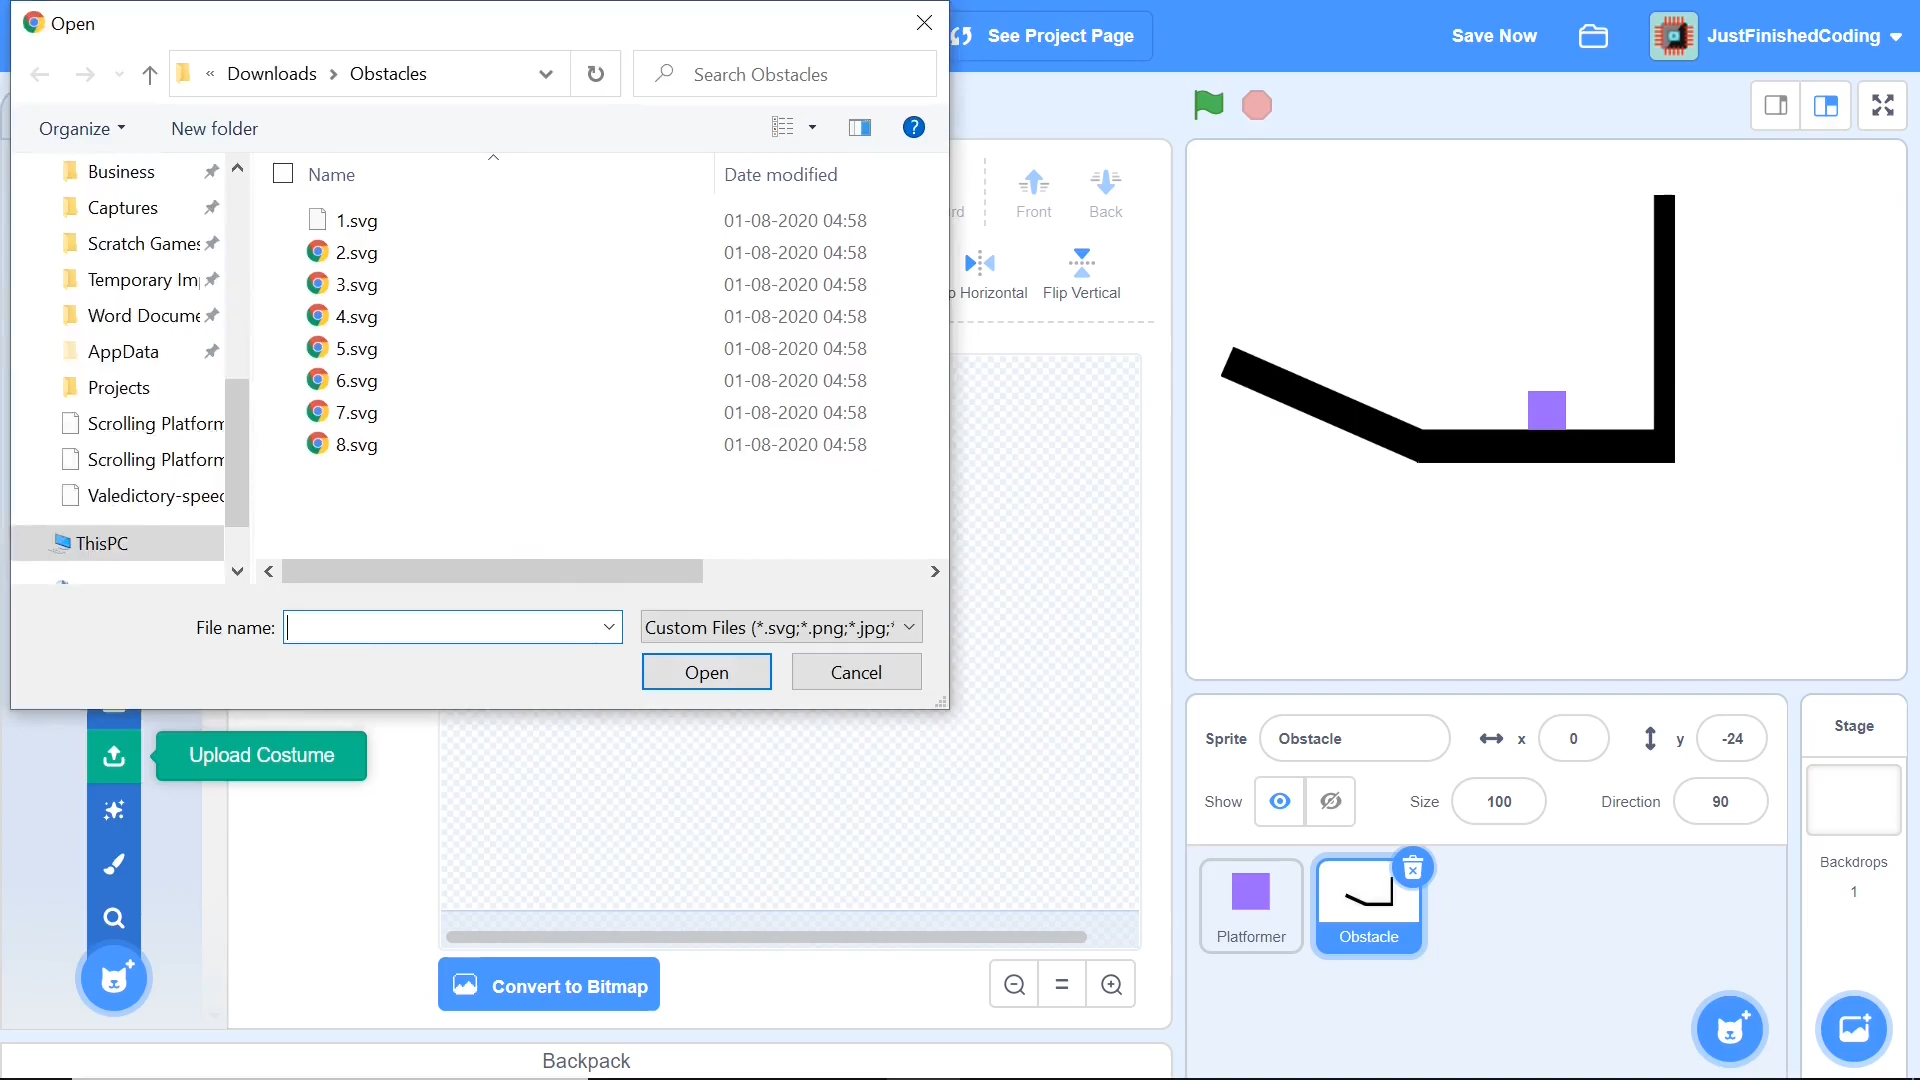 Open
See Project Page
Save Now
JustFinishedCoding
« Downloads > Obstacles
Search Obstacles
Organize
New folder
Business
Captures
Scratch Games
Temporary Im
Word Docume
AppData
Projects
Scrolling Platform
Scrolling Platform
Valedictory-speec
ThisPC
Name
Date modified
1.svg 01-08-2020 04:58
2.svg 01-08-2020 04:58
3.svg 01-08-2020 04:58
4.svg 01-08-2020 04:58
5.svg 01-08-2020 04:58
6.svg 01-08-2020 04:58
7.svg 01-08-2020 04:58
8.svg 01-08-2020 04:58
File name:
Custom Files (*.svg;*.png;*.jpg;*
Open
Cancel
rd
Front
Back
p Horizontal
Flip Vertical
Upload Costume
Convert to Bitmap
Backpack
Sprite
Obstacle
x
0
y
-24
Show
Size
100
Direction
90
Platformer
Obstacle
Stage
Backdrops
1